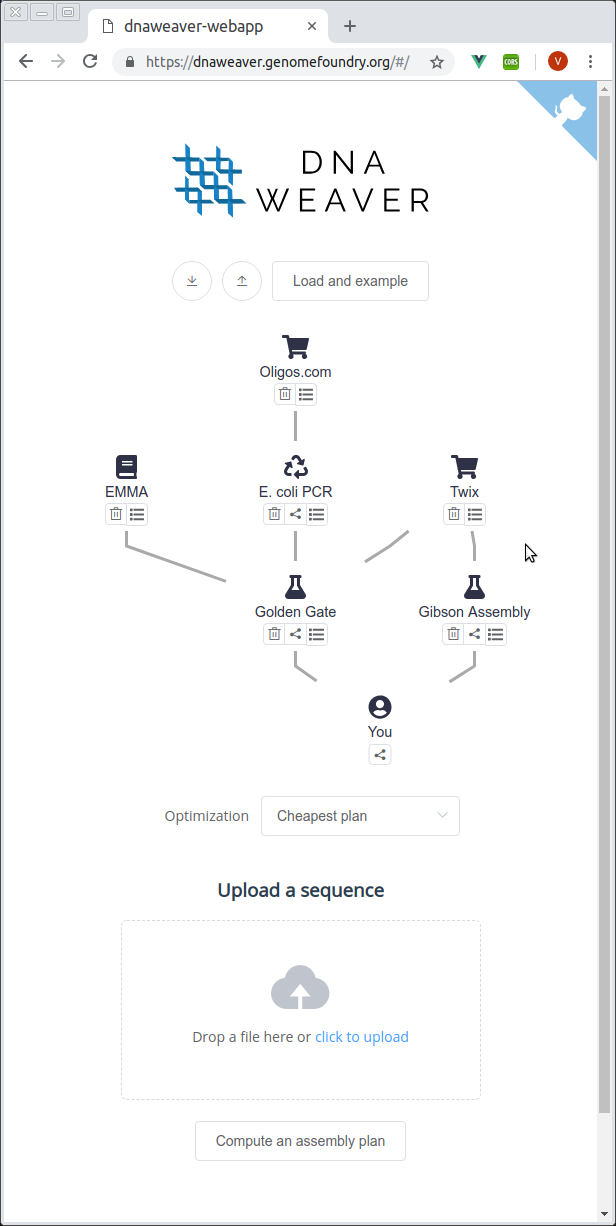 dnaweaver-webapp
https://dnaweaver.genomefoundry.org/#/
CORS
V
DNA
WEAVER
Load and example
Oligos.com
EMMA
E. coli PCR
Twix
Golden Gate
Gibson Assembly
You
Optimization
Cheapest plan
Upload a sequence
Drop a file here or click to upload
Compute an assembly plan